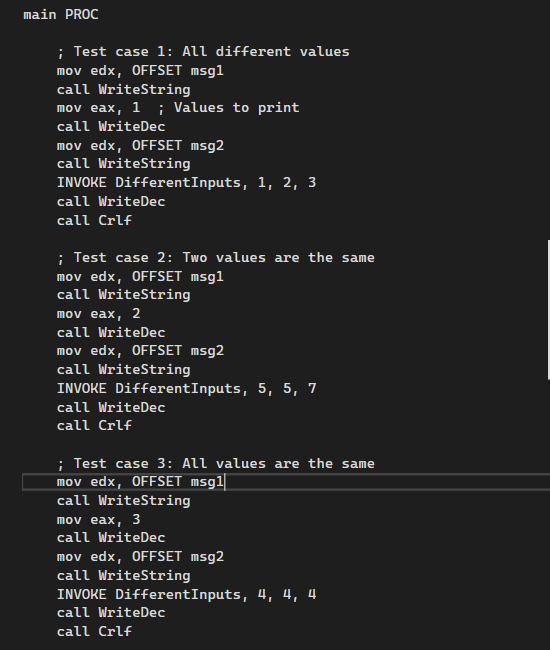 main PROC
; Test case 1: All different values
mov edx, OFFSET msg1
call WriteString
mov eax, 1  ; Values to print
call WriteDec
mov edx, OFFSET msg2
call WriteString
INVOKE DifferentInputs, 1, 2, 3
call WriteDec
call Crlf
; Test case 2: Two values are the same
mov edx, OFFSET msg1
call WriteString
mov eax, 2
call WriteDec
mov edx, OFFSET msg2
call WriteString
INVOKE DifferentInputs, 5, 5, 7
call WriteDec
call Crlf
; Test case 3: All values are the same
mov edx, OFFSET msg1
call WriteString
mov eax, 3
call WriteDec
mov edx, OFFSET msg2
call WriteString
INVOKE DifferentInputs, 4, 4, 4
call WriteDec
call Crlf